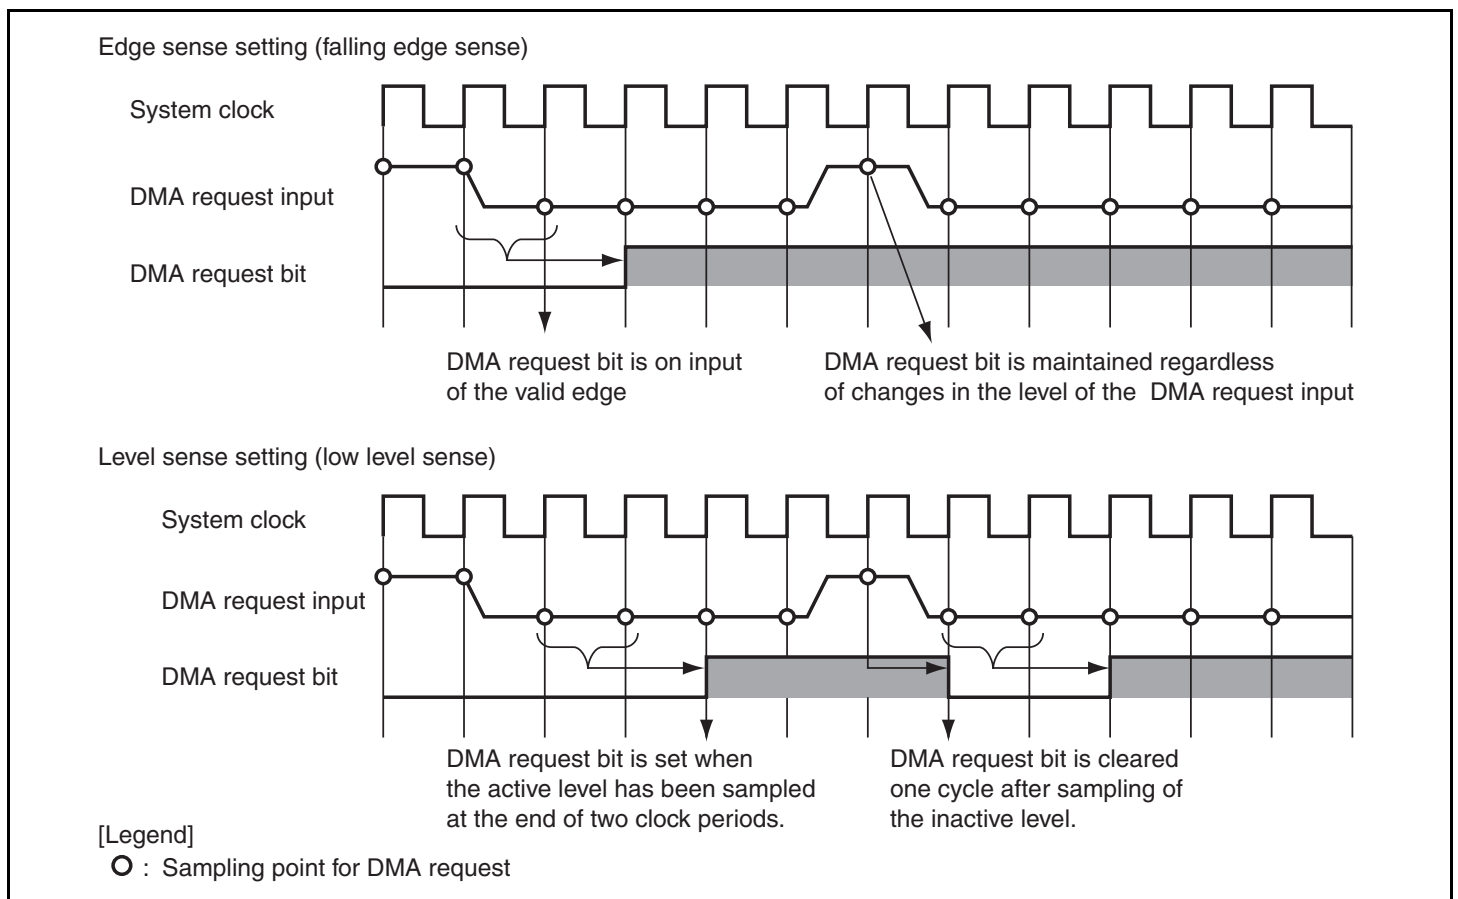 Edge sense setting (falling edge sense)
System clock
DMA request input
DMA request bit
DMA request bit is on input
of the valid edge
DMA request bit is maintained regardless
of changes in the level of the  DMA request input
Level sense setting (low level sense)
System clock
DMA request input
DMA request bit
DMA request bit is set when
the active level has been sampled
at the end of two clock periods.
DMA request bit is cleared
one cycle after sampling of
the inactive level.
[Legend]
: Sampling point for DMA request